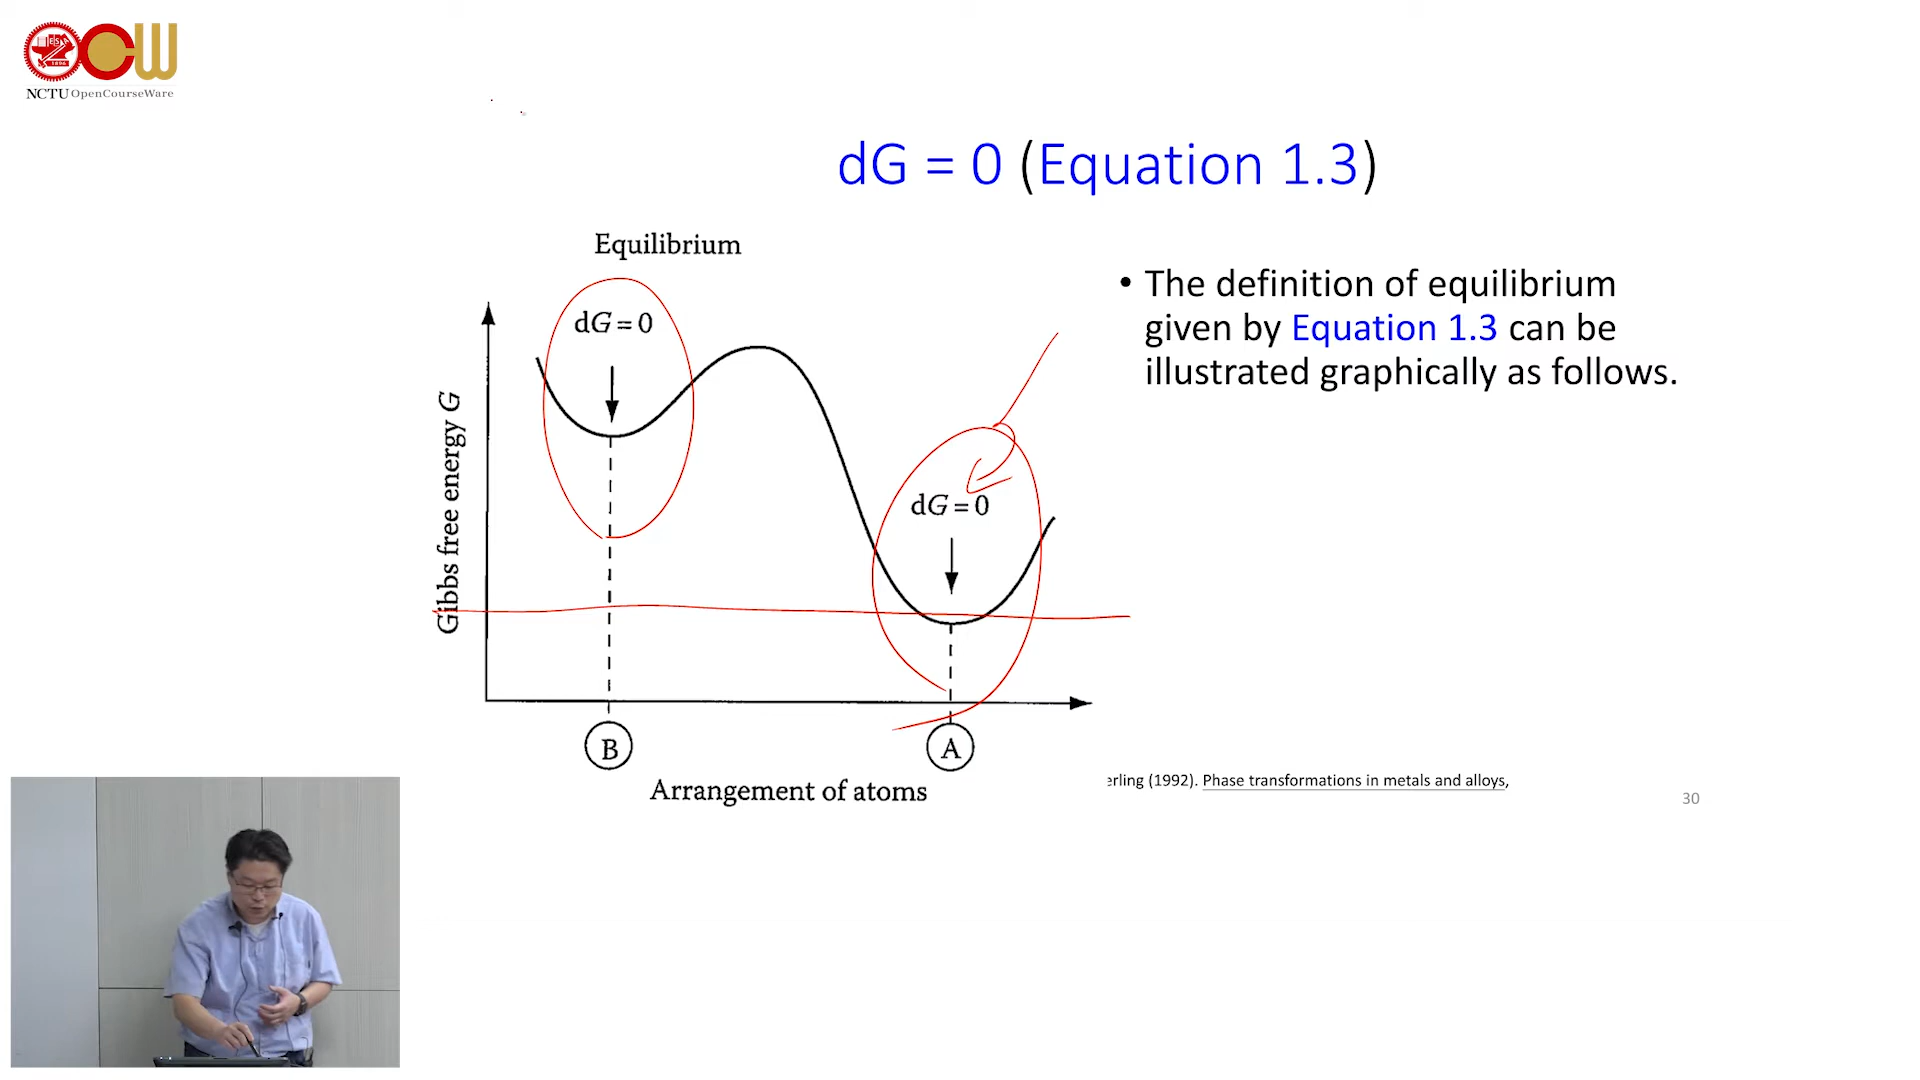 NCTU OpenCourseWare
dG = 0 (Equation 1.3)
Equilibrium
dG = 0
dG = 0
Gibbs free energy G
B
A
Arrangement of atoms
• The definition of equilibrium
given by Equation 1.3 can be
illustrated graphically as follows.
erling (1992). Phase transformations in metals and alloys,
30